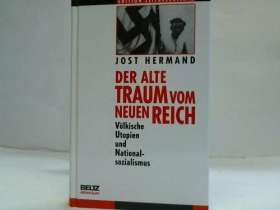 JOST HERMAND
DER ALTE
TRAUM VOM
NEUEN REICH
Völkische
Utopien
und
National-
sozialismus
BELTZ